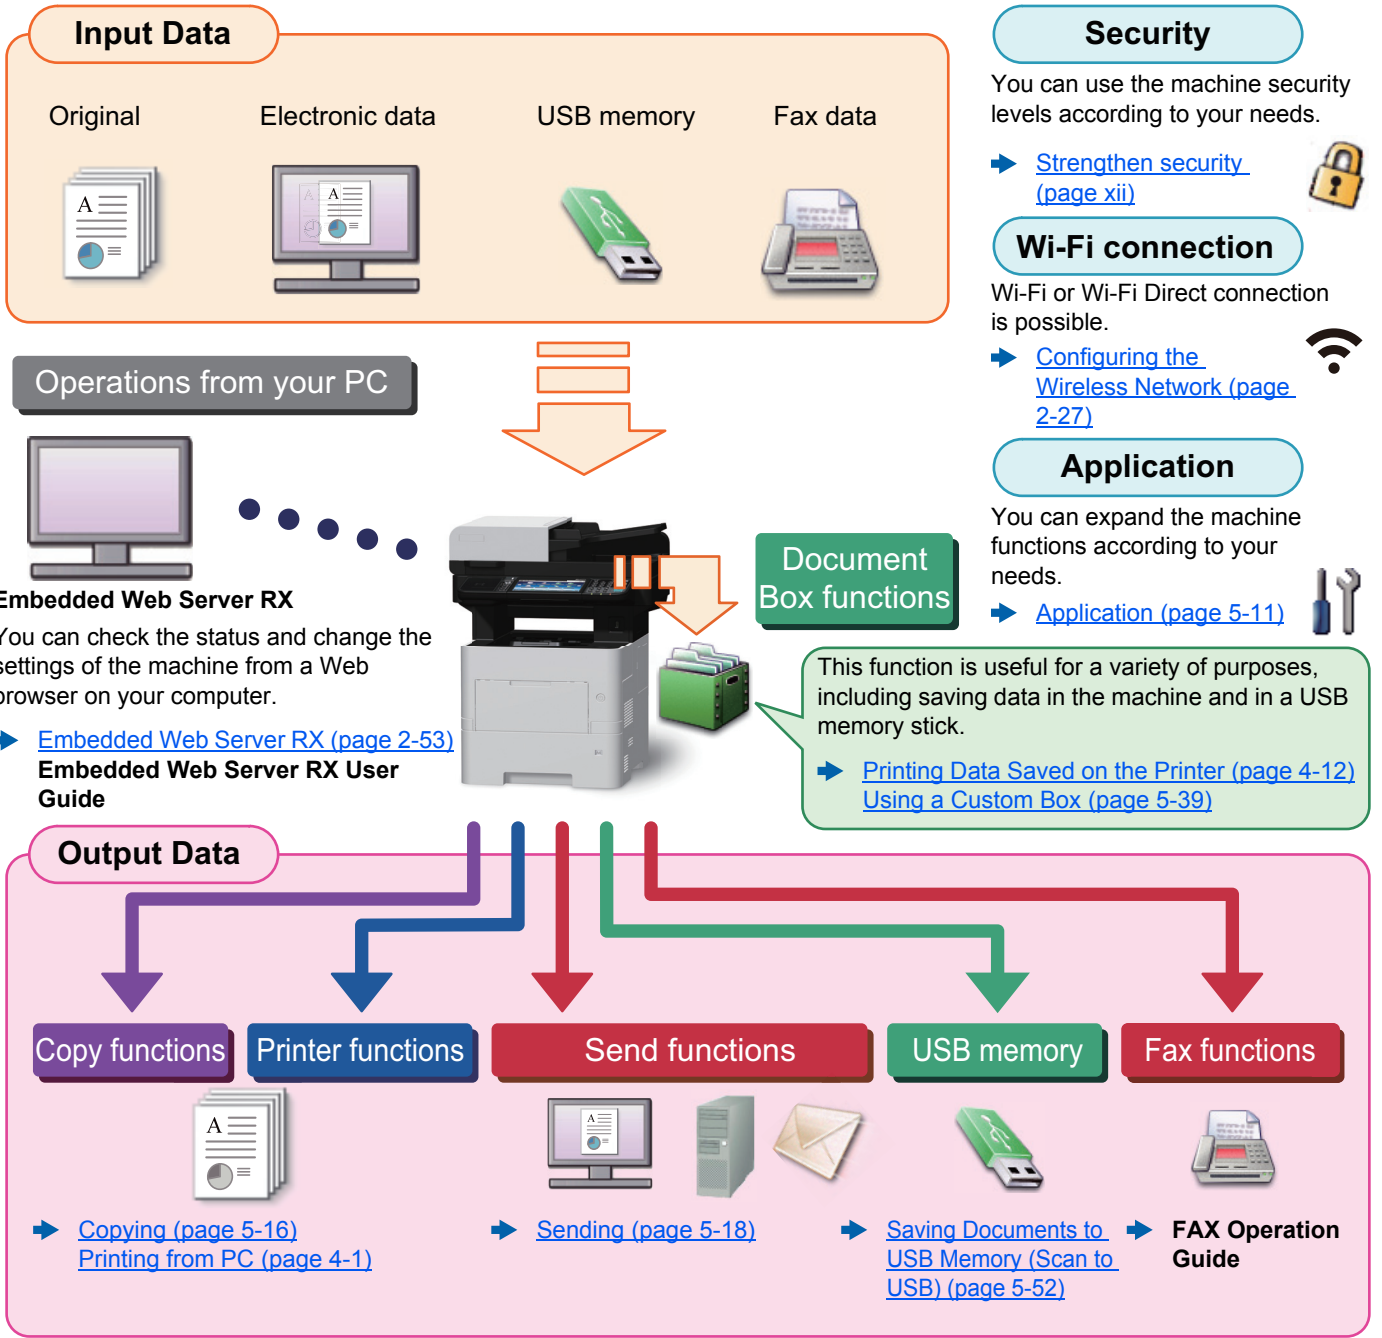 Input Data
Original
Electronic data
USB memory
Fax data
A
A
A
Security
You can use the machine security
levels according to your needs.
Strengthen security
(page xii)
Wi-Fi connection
Wi-Fi or Wi-Fi Direct connection
is possible.
Configuring the
Wireless Network (page
2-27)
Application
You can expand the machine
functions according to your
needs.
Application (page 5-11)
Operations from your PC
Embedded Web Server RX
You can check the status and change the
settings of the machine from a Web
browser on your computer.
Embedded Web Server RX (page 2-53)
Embedded Web Server RX User
Guide
Document
Box functions
This function is useful for a variety of purposes,
including saving data in the machine and in a USB
memory stick.
Printing Data Saved on the Printer (page 4-12)
Using a Custom Box (page 5-39)
Output Data
Copy functions
Printer functions
Send functions
USB memory
Fax functions
A
A
Copying (page 5-16)
Printing from PC (page 4-1)
Sending (page 5-18)
Saving Documents to
USB Memory (Scan to
USB) (page 5-52)
FAX Operation
Guide